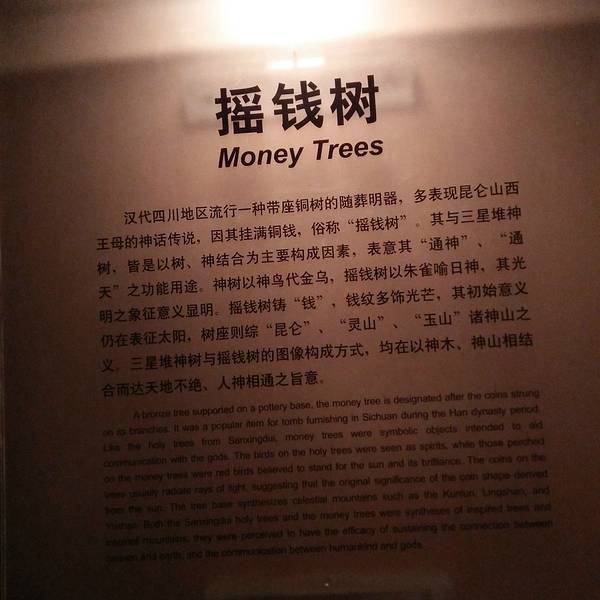 摇钱树
Money Trees
汉代四川地区流行一种带座铜树的随葬明器，多表现昆仑山西
王母的神话传说，因其挂满铜钱，俗称“摇钱树”。其与三星堆神
树，皆是以树、神结合为主要构成因素，表意其“通神”、“通
天”之功能用途。神树以神鸟代金乌，摇钱树以朱雀喻日神，其光
明之象征意义显明。摇钱树铸“钱”，钱纹多饰光芒，其初始意义
仍在表征太阳，树座则综“昆仑”、“灵山”、“玉山”诸神山之
义。三星堆神树与摇钱树的图像构成方式，均在以神木、神山相结
合而达天地不绝、人神相通之旨意。
A bronze tree supported on a pottery base, the money tree is designated after the coins strung
on its branches. It was a popular item for tomb furnishing in Sichuan during the Han dynasty period.
Like the holy trees from Sanxingdui, money trees were symbolic objects intended to aid
communication with the gods. The birds on the holy trees were seen as spirits, while those perched
on the money trees were red birds believed to stand for the sun and its brilliance. The coins on the
were usually radiate rays of light, suggesting that the original significance of the coin shape-derived
from the sun. The tree base synthesizes celestial mountains such as the Kunlun, Lingshan, and
Yushan. Both the Sanxingdui holy trees and the money trees were syntheses of inspired trees and
inspired mountains; they were perceived to have the efficacy of sustaining the connection between
heaven and earth, and the communication between humankind and gods.